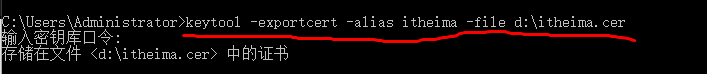 C:\Users\Administrator>keytool -exportcert -alias itheima -file d:\itheima.cer
输入密钥库口令:
存储在文件 <d:\itheima.cer> 中的证书